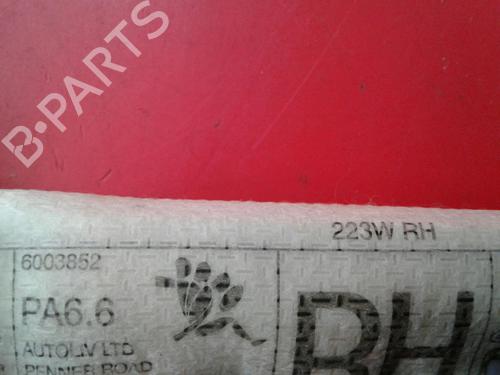 B-PARTS
223W RH
6003852
PA6.6
AUTOLIV LTD
RH